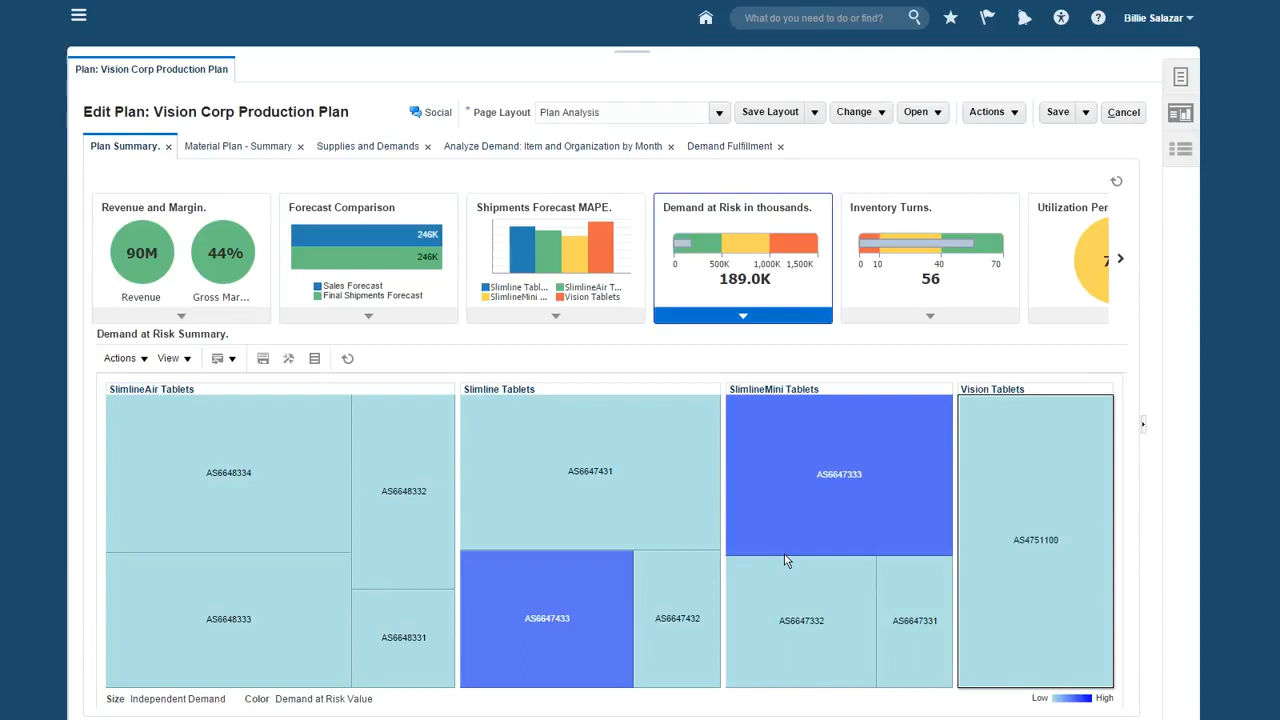 What do you need to do or find?
Billie Salazar
Plan: Vision Corp Production Plan
Edit Plan: Vision Corp Production Plan
Social
* Page Layout
Plan Analysis
Save Layout
Change
Open
Actions
Save
Cancel
Plan Summary.
Material Plan - Summary
Supplies and Demands
Analyze Demand: Item and Organization by Month
Demand Fulfillment
Revenue and Margin.
90M
44%
Revenue
Gross Mar...
Forecast Comparison
246K
246K
Sales Forecast
Final Shipments Forecast
Shipments Forecast MAPE.
Slimline Tabl...
SlimlineAir T...
SlimlineMini ...
Vision Tablets
Demand at Risk in thousands.
0 500K 1,000K 1,500K
189.0K
Inventory Turns.
0 10 40 70
56
Utilization Per
7
Demand at Risk Summary.
Actions
View
SlimlineAir Tablets
AS6648334
AS6648332
AS6648333
AS6648331
Slimline Tablets
AS6647431
AS6647433
AS6647432
SlimlineMini Tablets
AS6647333
AS6647332
AS6647331
Vision Tablets
AS4751100
Size Independent Demand
Color Demand at Risk Value
Low
High